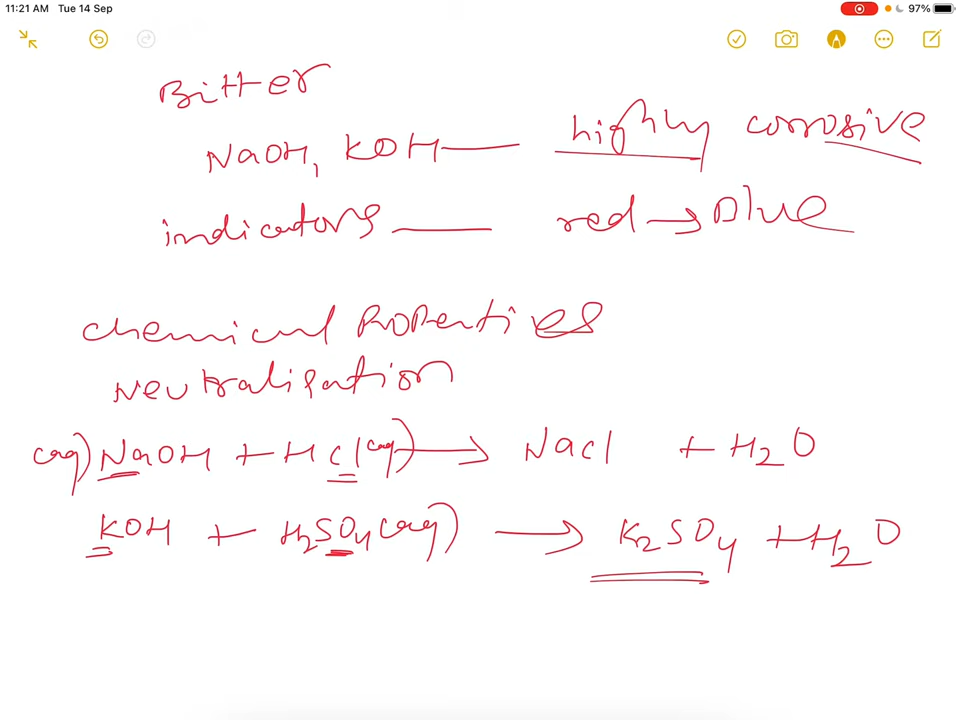 11:21 AM Tue 14 Sep 97%
Bitter
NaOH, KOH — highly corrosive
indicators — red → Blue
chemical Properties
Neutralisation
(aq) NaOH + HCl(aq) → NaCl + H₂O
KOH + H₂SO₄(aq) → K₂SO₄ + H₂O